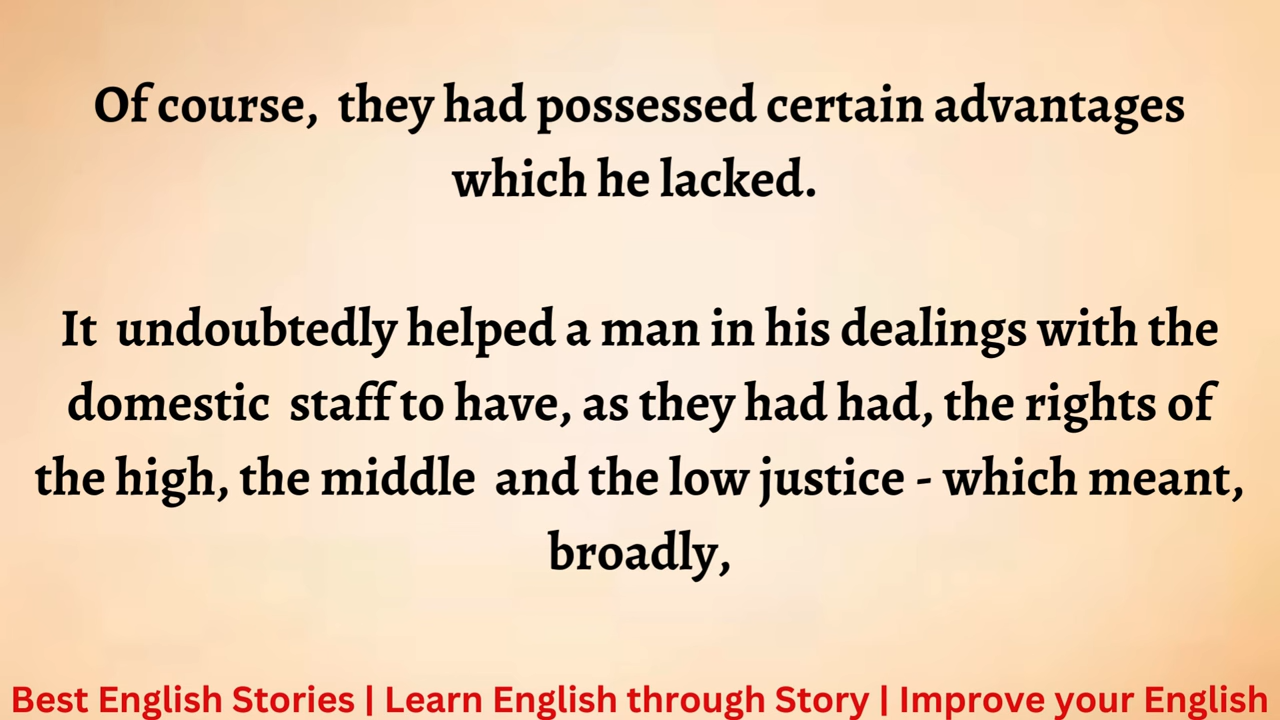 Of course,  they had possessed certain advantages
which he lacked.
It  undoubtedly helped a man in his dealings with the
domestic  staff to have, as they had had, the rights of
the high, the middle  and the low justice - which meant,
broadly,
Best English Stories | Learn English through Story | Improve your English